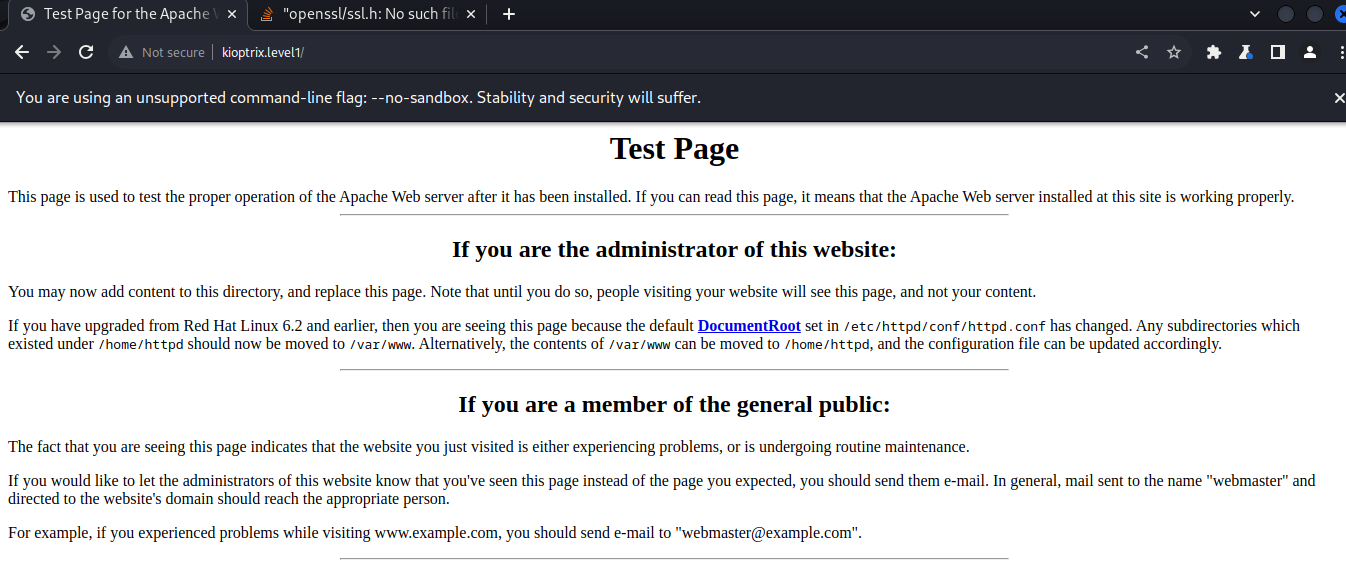 Test Page for the Apache W
"openssl/ssl.h: No such file
Not secure
kioptrix.level1/
You are using an unsupported command-line flag: --no-sandbox. Stability and security will suffer.
Test Page
This page is used to test the proper operation of the Apache Web server after it has been installed. If you can read this page, it means that the Apache Web server installed at this site is working properly.
If you are the administrator of this website:
You may now add content to this directory, and replace this page. Note that until you do so, people visiting your website will see this page, and not your content.
If you have upgraded from Red Hat Linux 6.2 and earlier, then you are seeing this page because the default DocumentRoot set in /etc/httpd/conf/httpd.conf has changed. Any subdirectories which
existed under /home/httpd should now be moved to /var/www. Alternatively, the contents of /var/www can be moved to /home/httpd, and the configuration file can be updated accordingly.
If you are a member of the general public:
The fact that you are seeing this page indicates that the website you just visited is either experiencing problems, or is undergoing routine maintenance.
If you would like to let the administrators of this website know that you've seen this page instead of the page you expected, you should send them e-mail. In general, mail sent to the name "webmaster" and
directed to the website's domain should reach the appropriate person.
For example, if you experienced problems while visiting www.example.com, you should send e-mail to "webmaster@example.com".